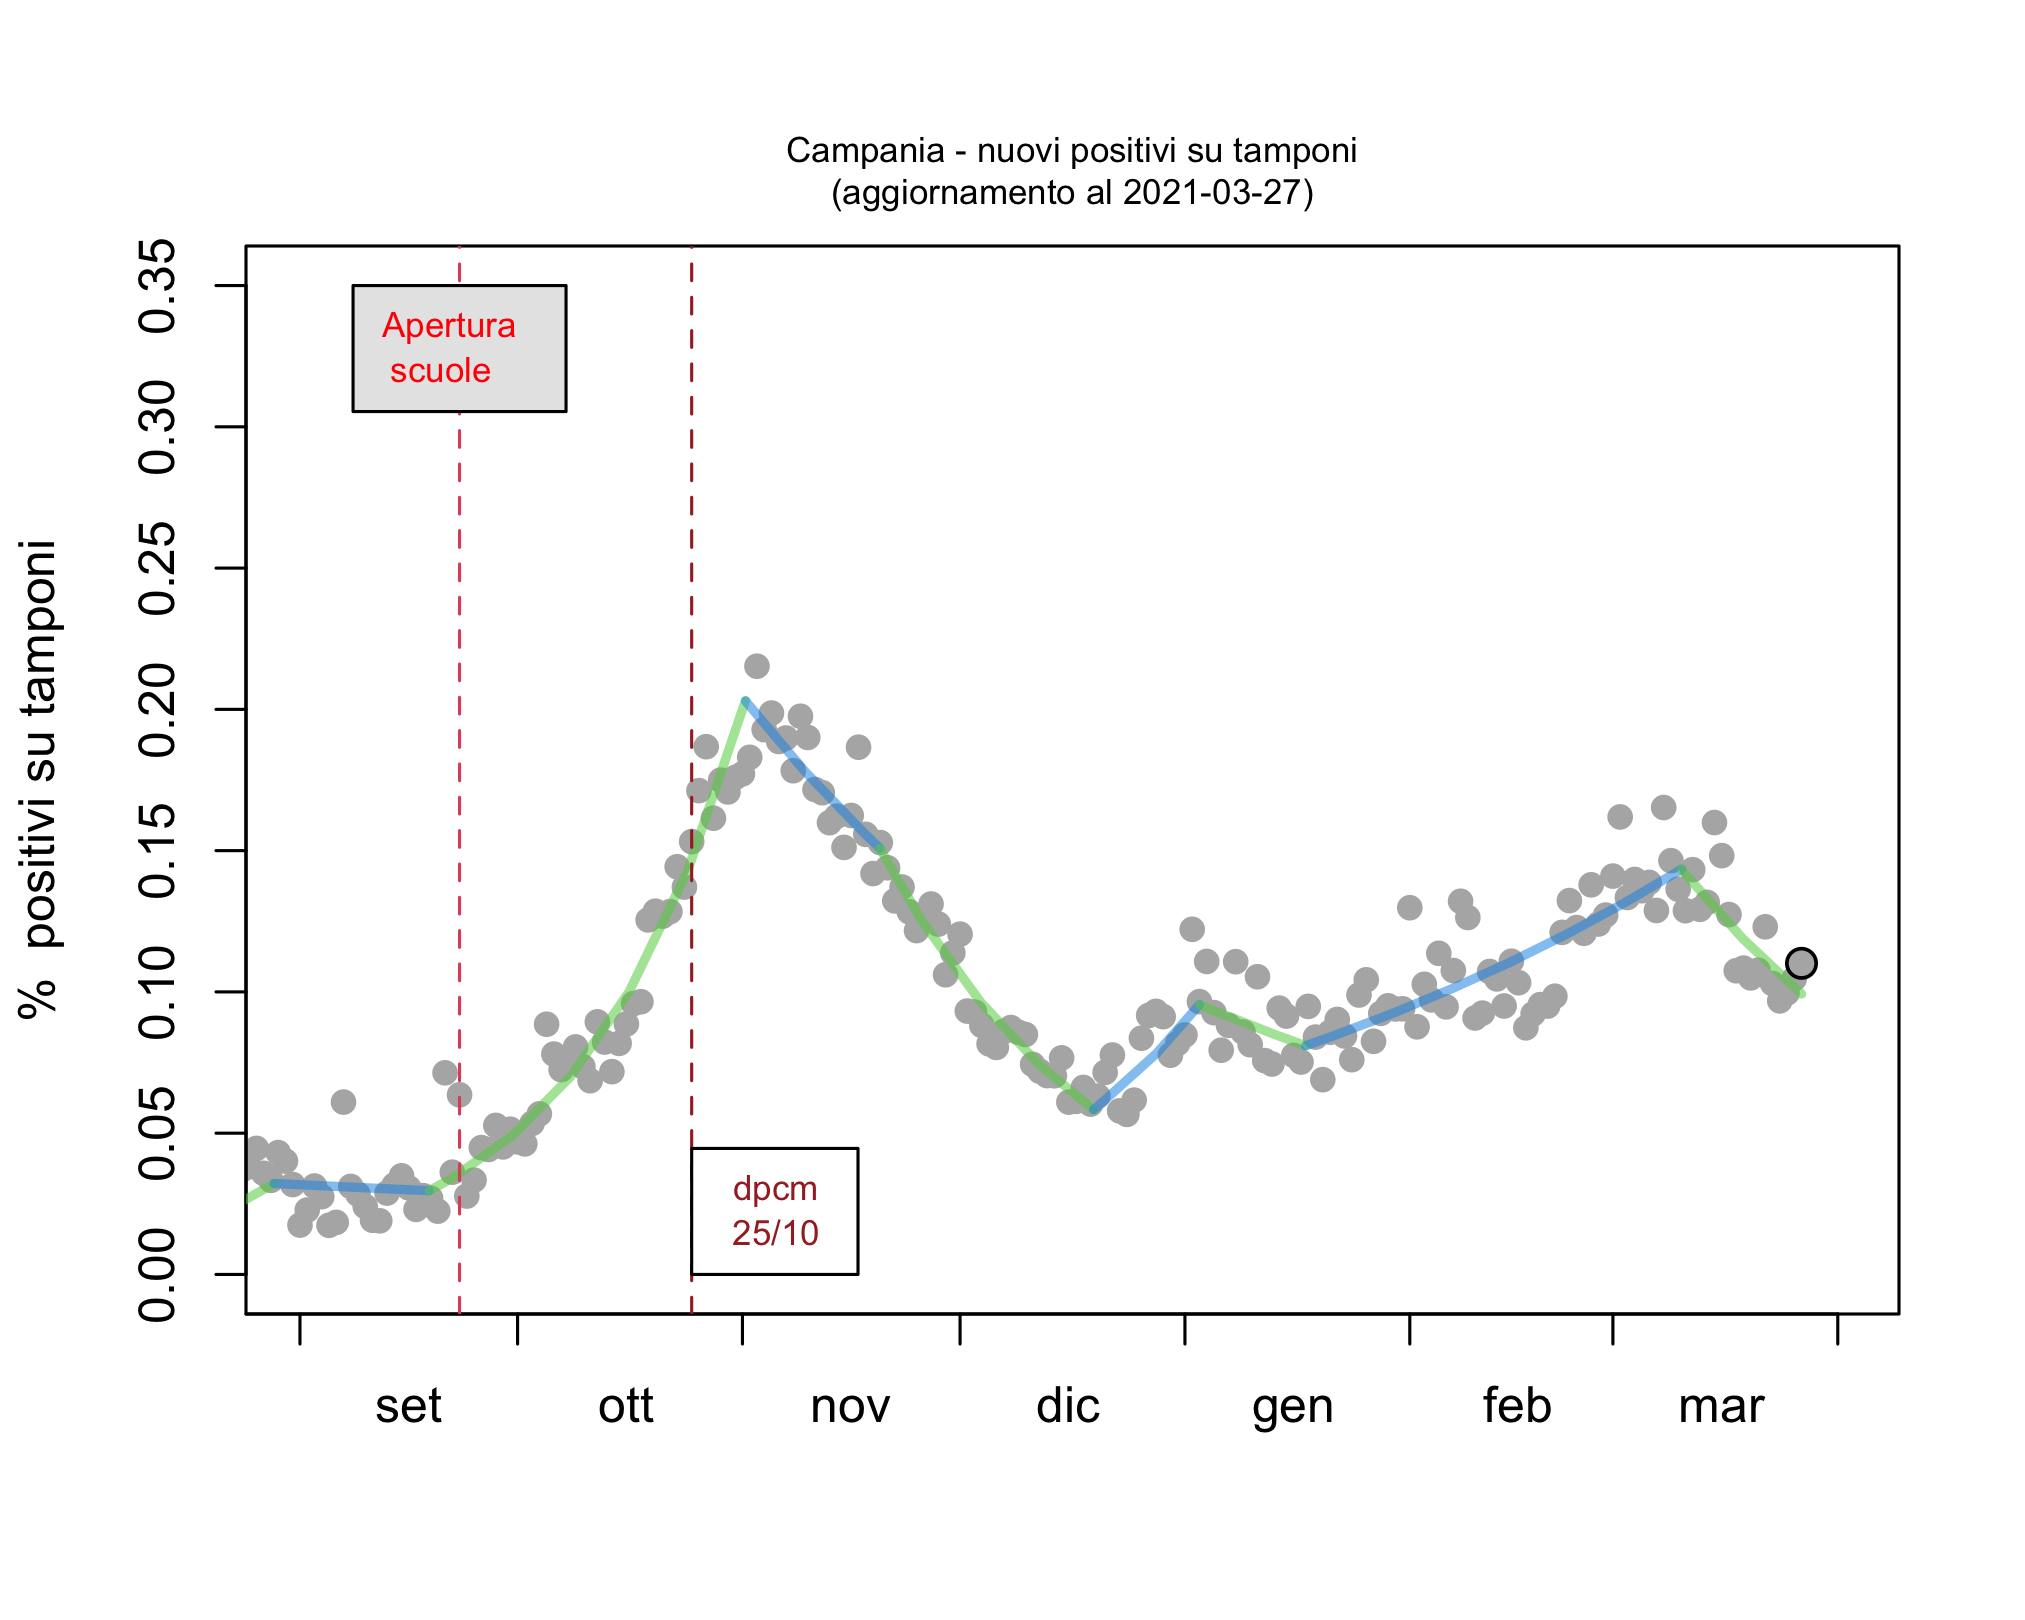 Campania - nuovi positivi su tamponi
(aggiornamento al 2021-03-27)
% positivi su tamponi
0.35
0.30
0.25
0.20
0.15
0.10
0.05
0.00
Apertura
scuole
dpcm
25/10
set ott nov dic gen feb mar